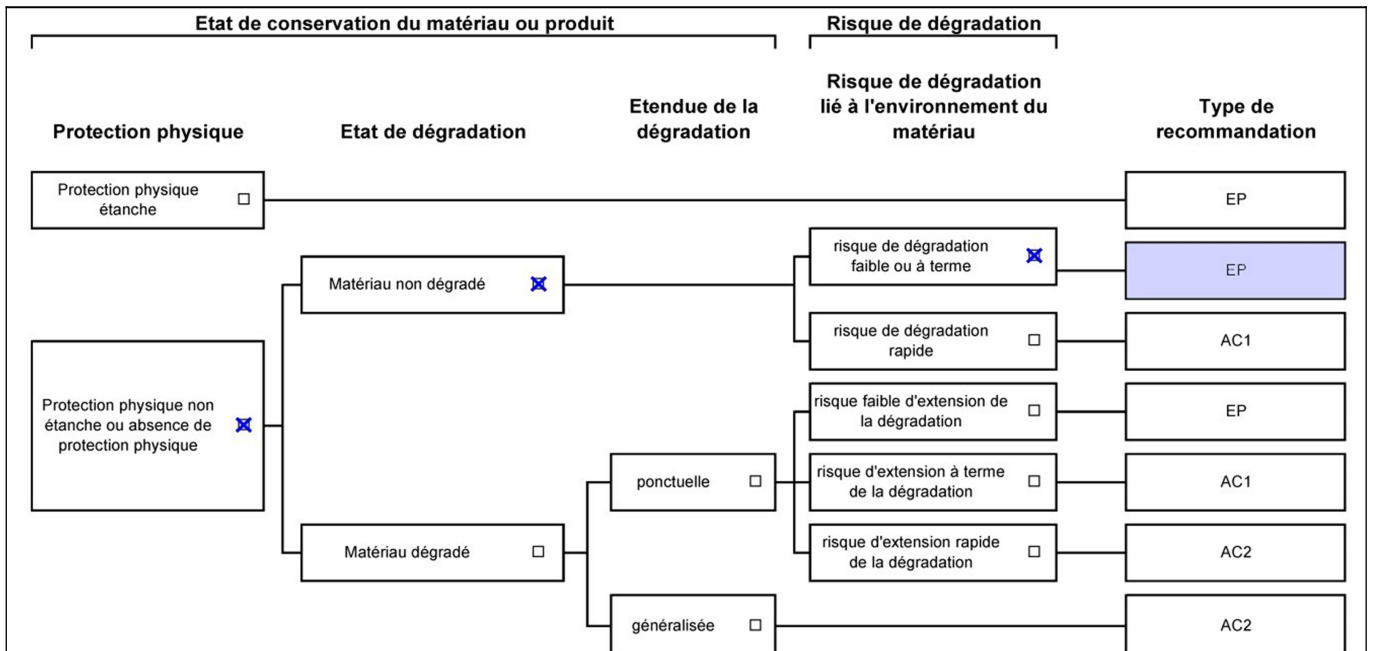 Etat de conservation du matériau ou produit
Risque de dégradation
Protection physique
Etat de dégradation
Etendue de la
dégradation
Risque de dégradation
lié à l'environnement du
matériau
Type de
recommandation
Protection physique
étanche
EP
risque de dégradation
faible ou à terme
EP
Matériau non dégradé
risque de dégradation
rapide
AC1
Protection physique non
étanche ou absence de
protection physique
risque faible d'extension de
la dégradation
EP
ponctuelle
risque d'extension à terme
de la dégradation
AC1
Matériau dégradé
risque d'extension rapide
de la dégradation
AC2
généralisée
AC2